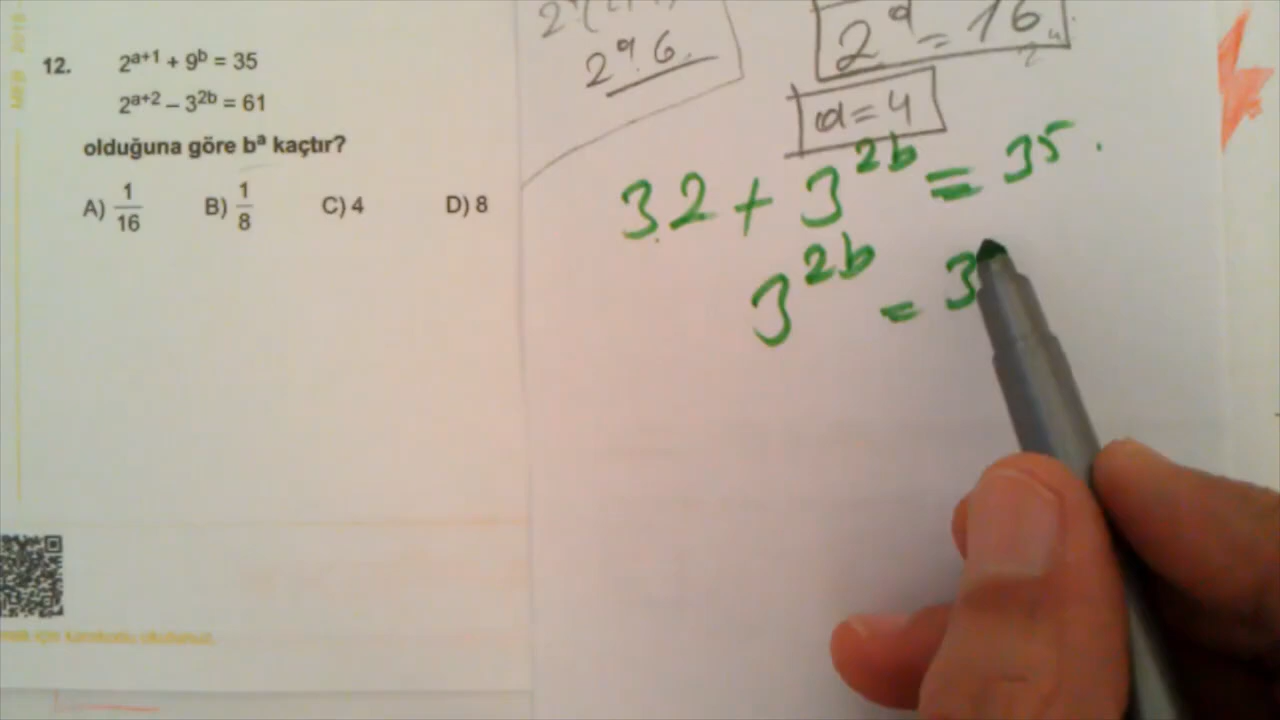 12. 2^{a+1} + 9^b = 35
2^{a+2} – 3^{2b} = 61
olduğuna göre b^a kaçtır?
A) 1/16 B) 1/8 C) 4 D) 8
2^a.6
2^a = 16
a = 4
32 + 3^{2b} = 35
3^{2b} = 3